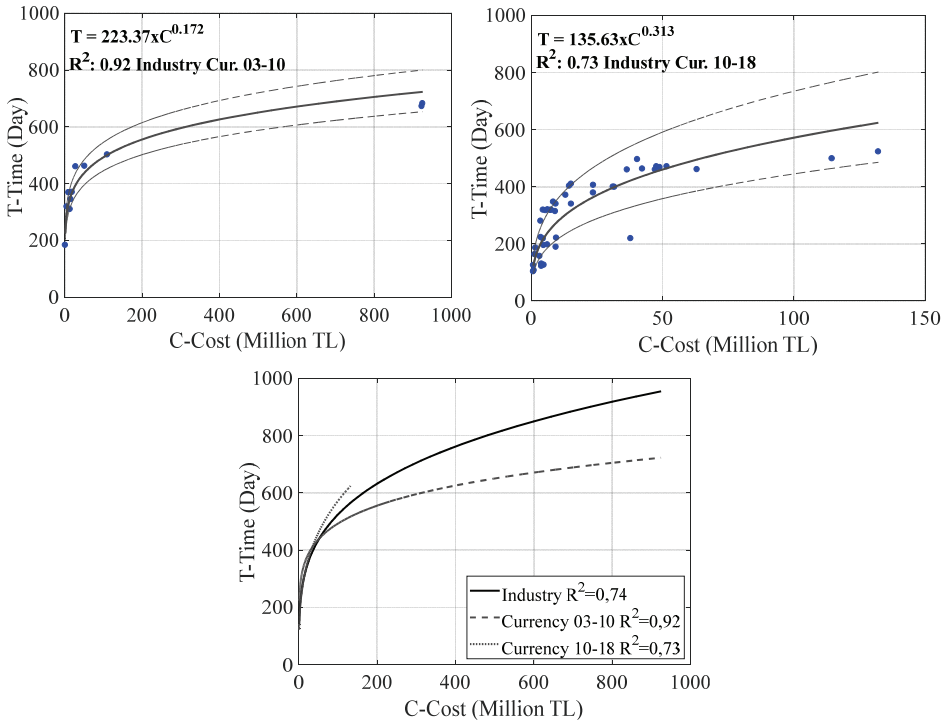 T = 223.37xC^0.172
R^2: 0.92 Industry Cur. 03-10
1000
800
600
400
200
0
T-Time (Day)
0 200 400 600 800 1000
C-Cost (Million TL)
T = 135.63xC^0.313
R^2: 0.73 Industry Cur. 10-18
1000
800
600
400
200
0
T-Time (Day)
0 50 100 150
C-Cost (Million TL)
1000
800
600
400
200
0
T-Time (Day)
Industry R^2=0,74
Currency 03-10 R^2=0,92
Currency 10-18 R^2=0,73
0 200 400 600 800 1000
C-Cost (Million TL)